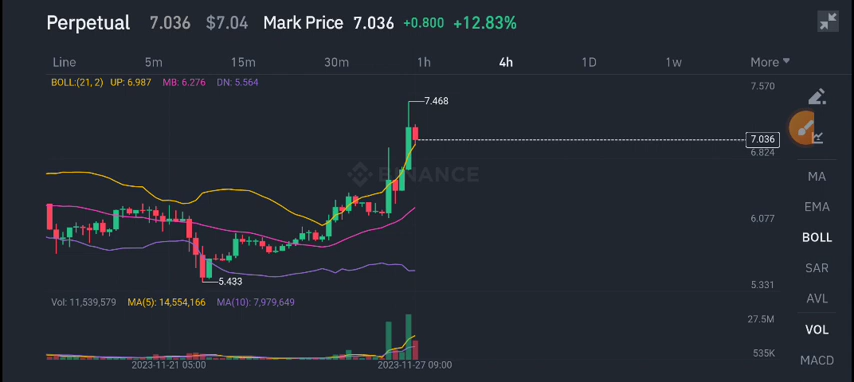 Perpetual 7.036 $7.04 Mark Price 7.036 +0.800 +12.83%
Line 5m 15m 30m 1h 4h 1D 1w More
BOLL:(21, 2) UP: 6.987 MB: 6.276 DN: 5.564
7.570
7.468
7.036
6.824
BINANCE
MA
EMA
6.077
BOLL
SAR
5.433
5.331
AVL
Vol: 11,539,579 MA(5): 14,554,166 MA(10): 7,979,649
27.5M
VOL
535K
MACD
2023-11-21 05:00 2023-11-27 09:00